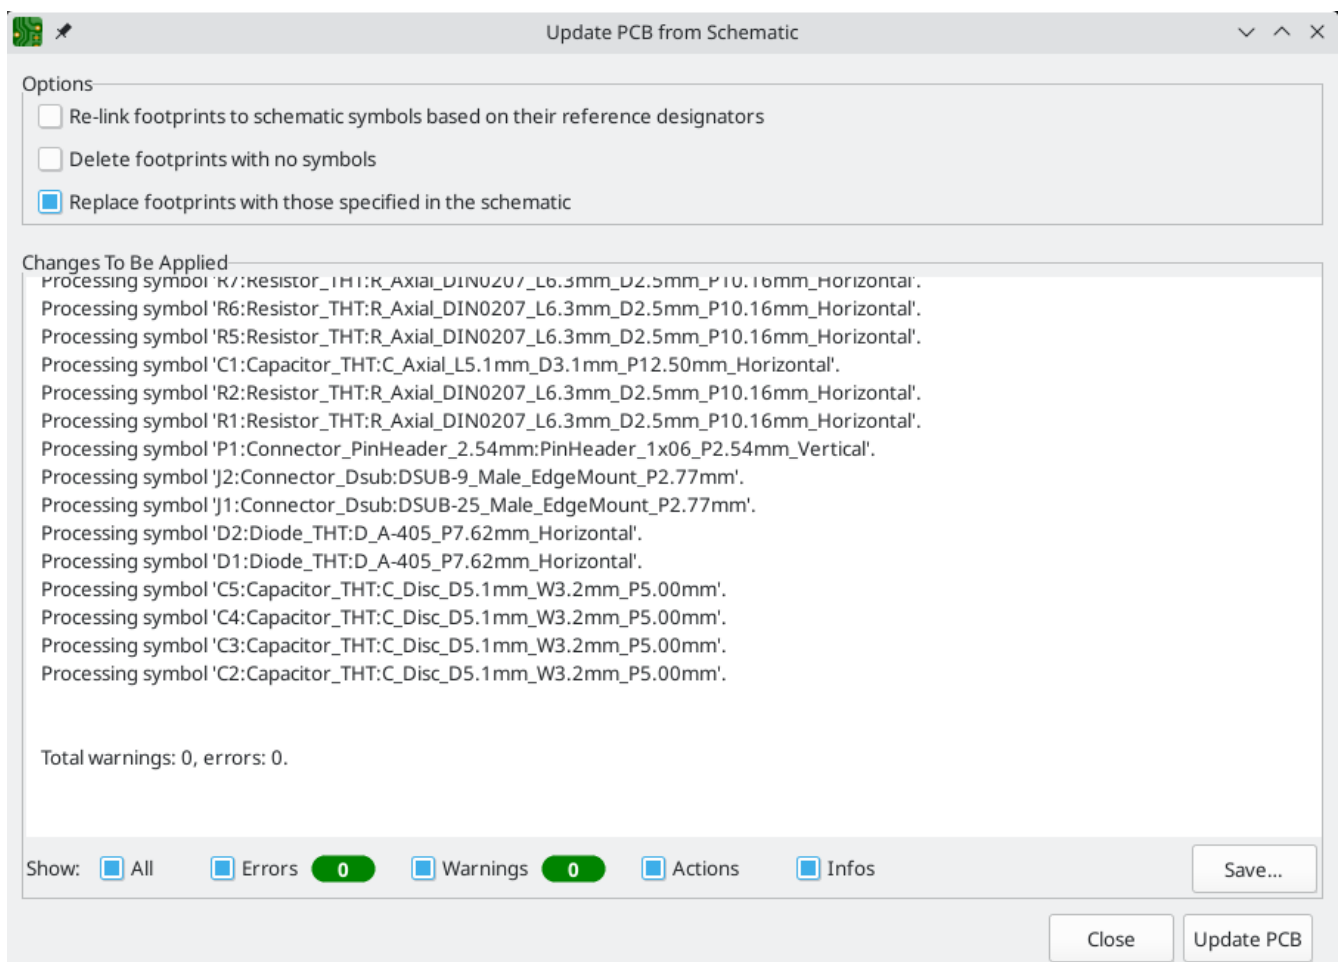 Update PCB from Schematic
Options
Re-link footprints to schematic symbols based on their reference designators
Delete footprints with no symbols
Replace footprints with those specified in the schematic
Changes To Be Applied
Processing symbol 'R7:Resistor_THT:R_Axial_DIN0207_L6.3mm_D2.5mm_P10.16mm_Horizontal'.
Processing symbol 'R6:Resistor_THT:R_Axial_DIN0207_L6.3mm_D2.5mm_P10.16mm_Horizontal'.
Processing symbol 'R5:Resistor_THT:R_Axial_DIN0207_L6.3mm_D2.5mm_P10.16mm_Horizontal'.
Processing symbol 'C1:Capacitor_THT:C_Axial_L5.1mm_D3.1mm_P12.50mm_Horizontal'.
Processing symbol 'R2:Resistor_THT:R_Axial_DIN0207_L6.3mm_D2.5mm_P10.16mm_Horizontal'.
Processing symbol 'R1:Resistor_THT:R_Axial_DIN0207_L6.3mm_D2.5mm_P10.16mm_Horizontal'.
Processing symbol 'P1:Connector_PinHeader_2.54mm:PinHeader_1x06_P2.54mm_Vertical'.
Processing symbol 'J2:Connector_Dsub:DSUB-9_Male_EdgeMount_P2.77mm'.
Processing symbol 'J1:Connector_Dsub:DSUB-25_Male_EdgeMount_P2.77mm'.
Processing symbol 'D2:Diode_THT:D_A-405_P7.62mm_Horizontal'.
Processing symbol 'D1:Diode_THT:D_A-405_P7.62mm_Horizontal'.
Processing symbol 'C5:Capacitor_THT:C_Disc_D5.1mm_W3.2mm_P5.00mm'.
Processing symbol 'C4:Capacitor_THT:C_Disc_D5.1mm_W3.2mm_P5.00mm'.
Processing symbol 'C3:Capacitor_THT:C_Disc_D5.1mm_W3.2mm_P5.00mm'.
Processing symbol 'C2:Capacitor_THT:C_Disc_D5.1mm_W3.2mm_P5.00mm'.
Total warnings: 0, errors: 0.
Show: All Errors 0 Warnings 0 Actions Infos Save...
Close Update PCB